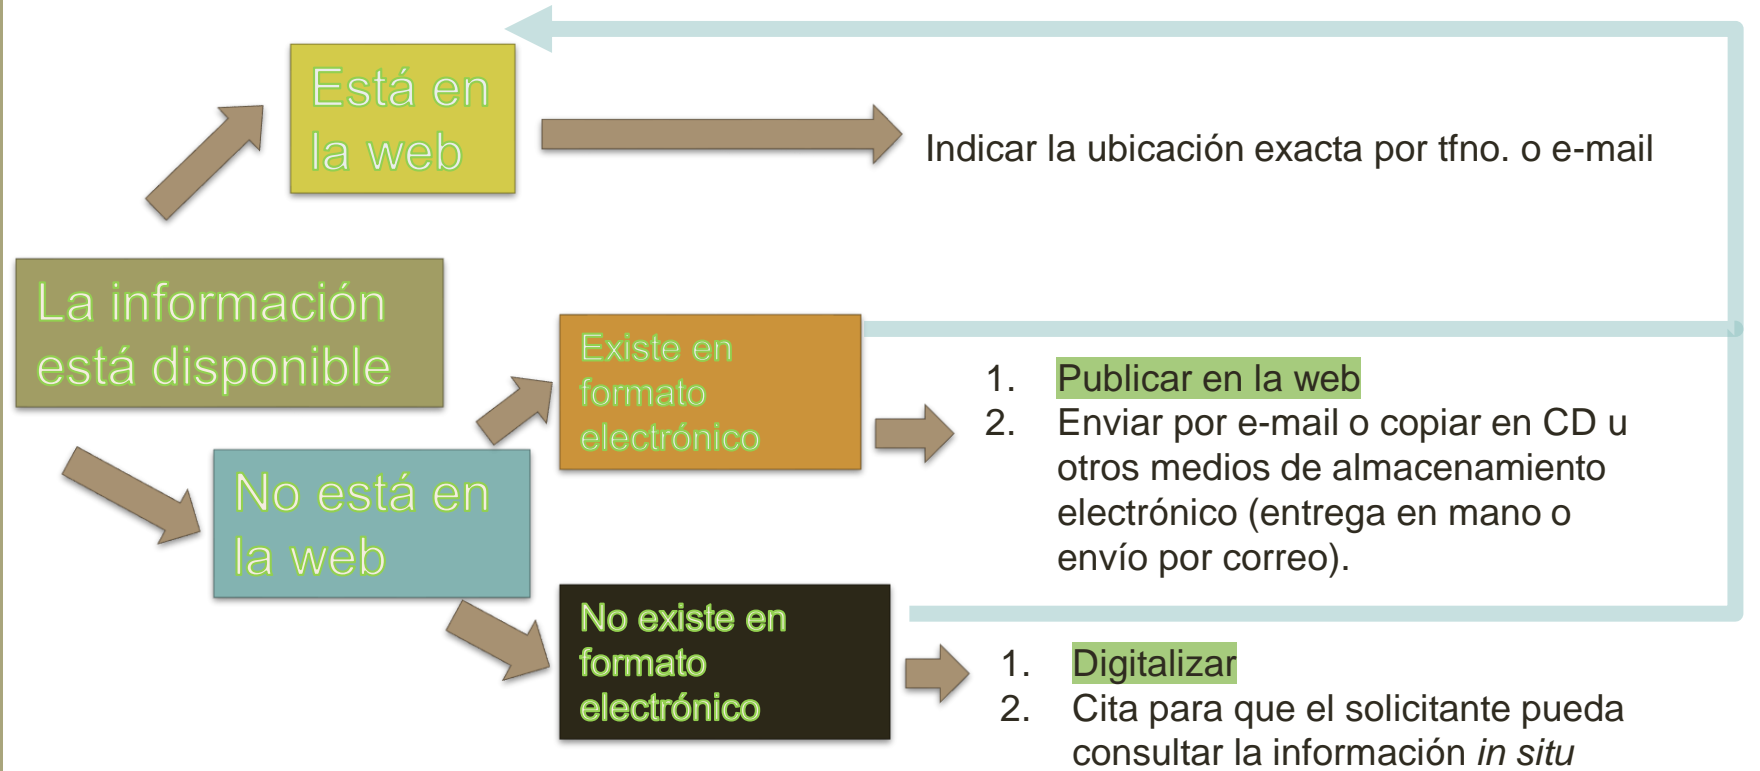 Está en
la web
Indicar la ubicación exacta por tfno. o e-mail
La información
está disponible
Existe en
formato
electrónico
1. Publicar en la web
2. Enviar por e-mail o copiar en CD u
otros medios de almacenamiento
electrónico (entrega en mano o
envío por correo).
No está en
la web
No existe en
formato
electrónico
1. Digitalizar
2. Cita para que el solicitante pueda
consultar la información in situ